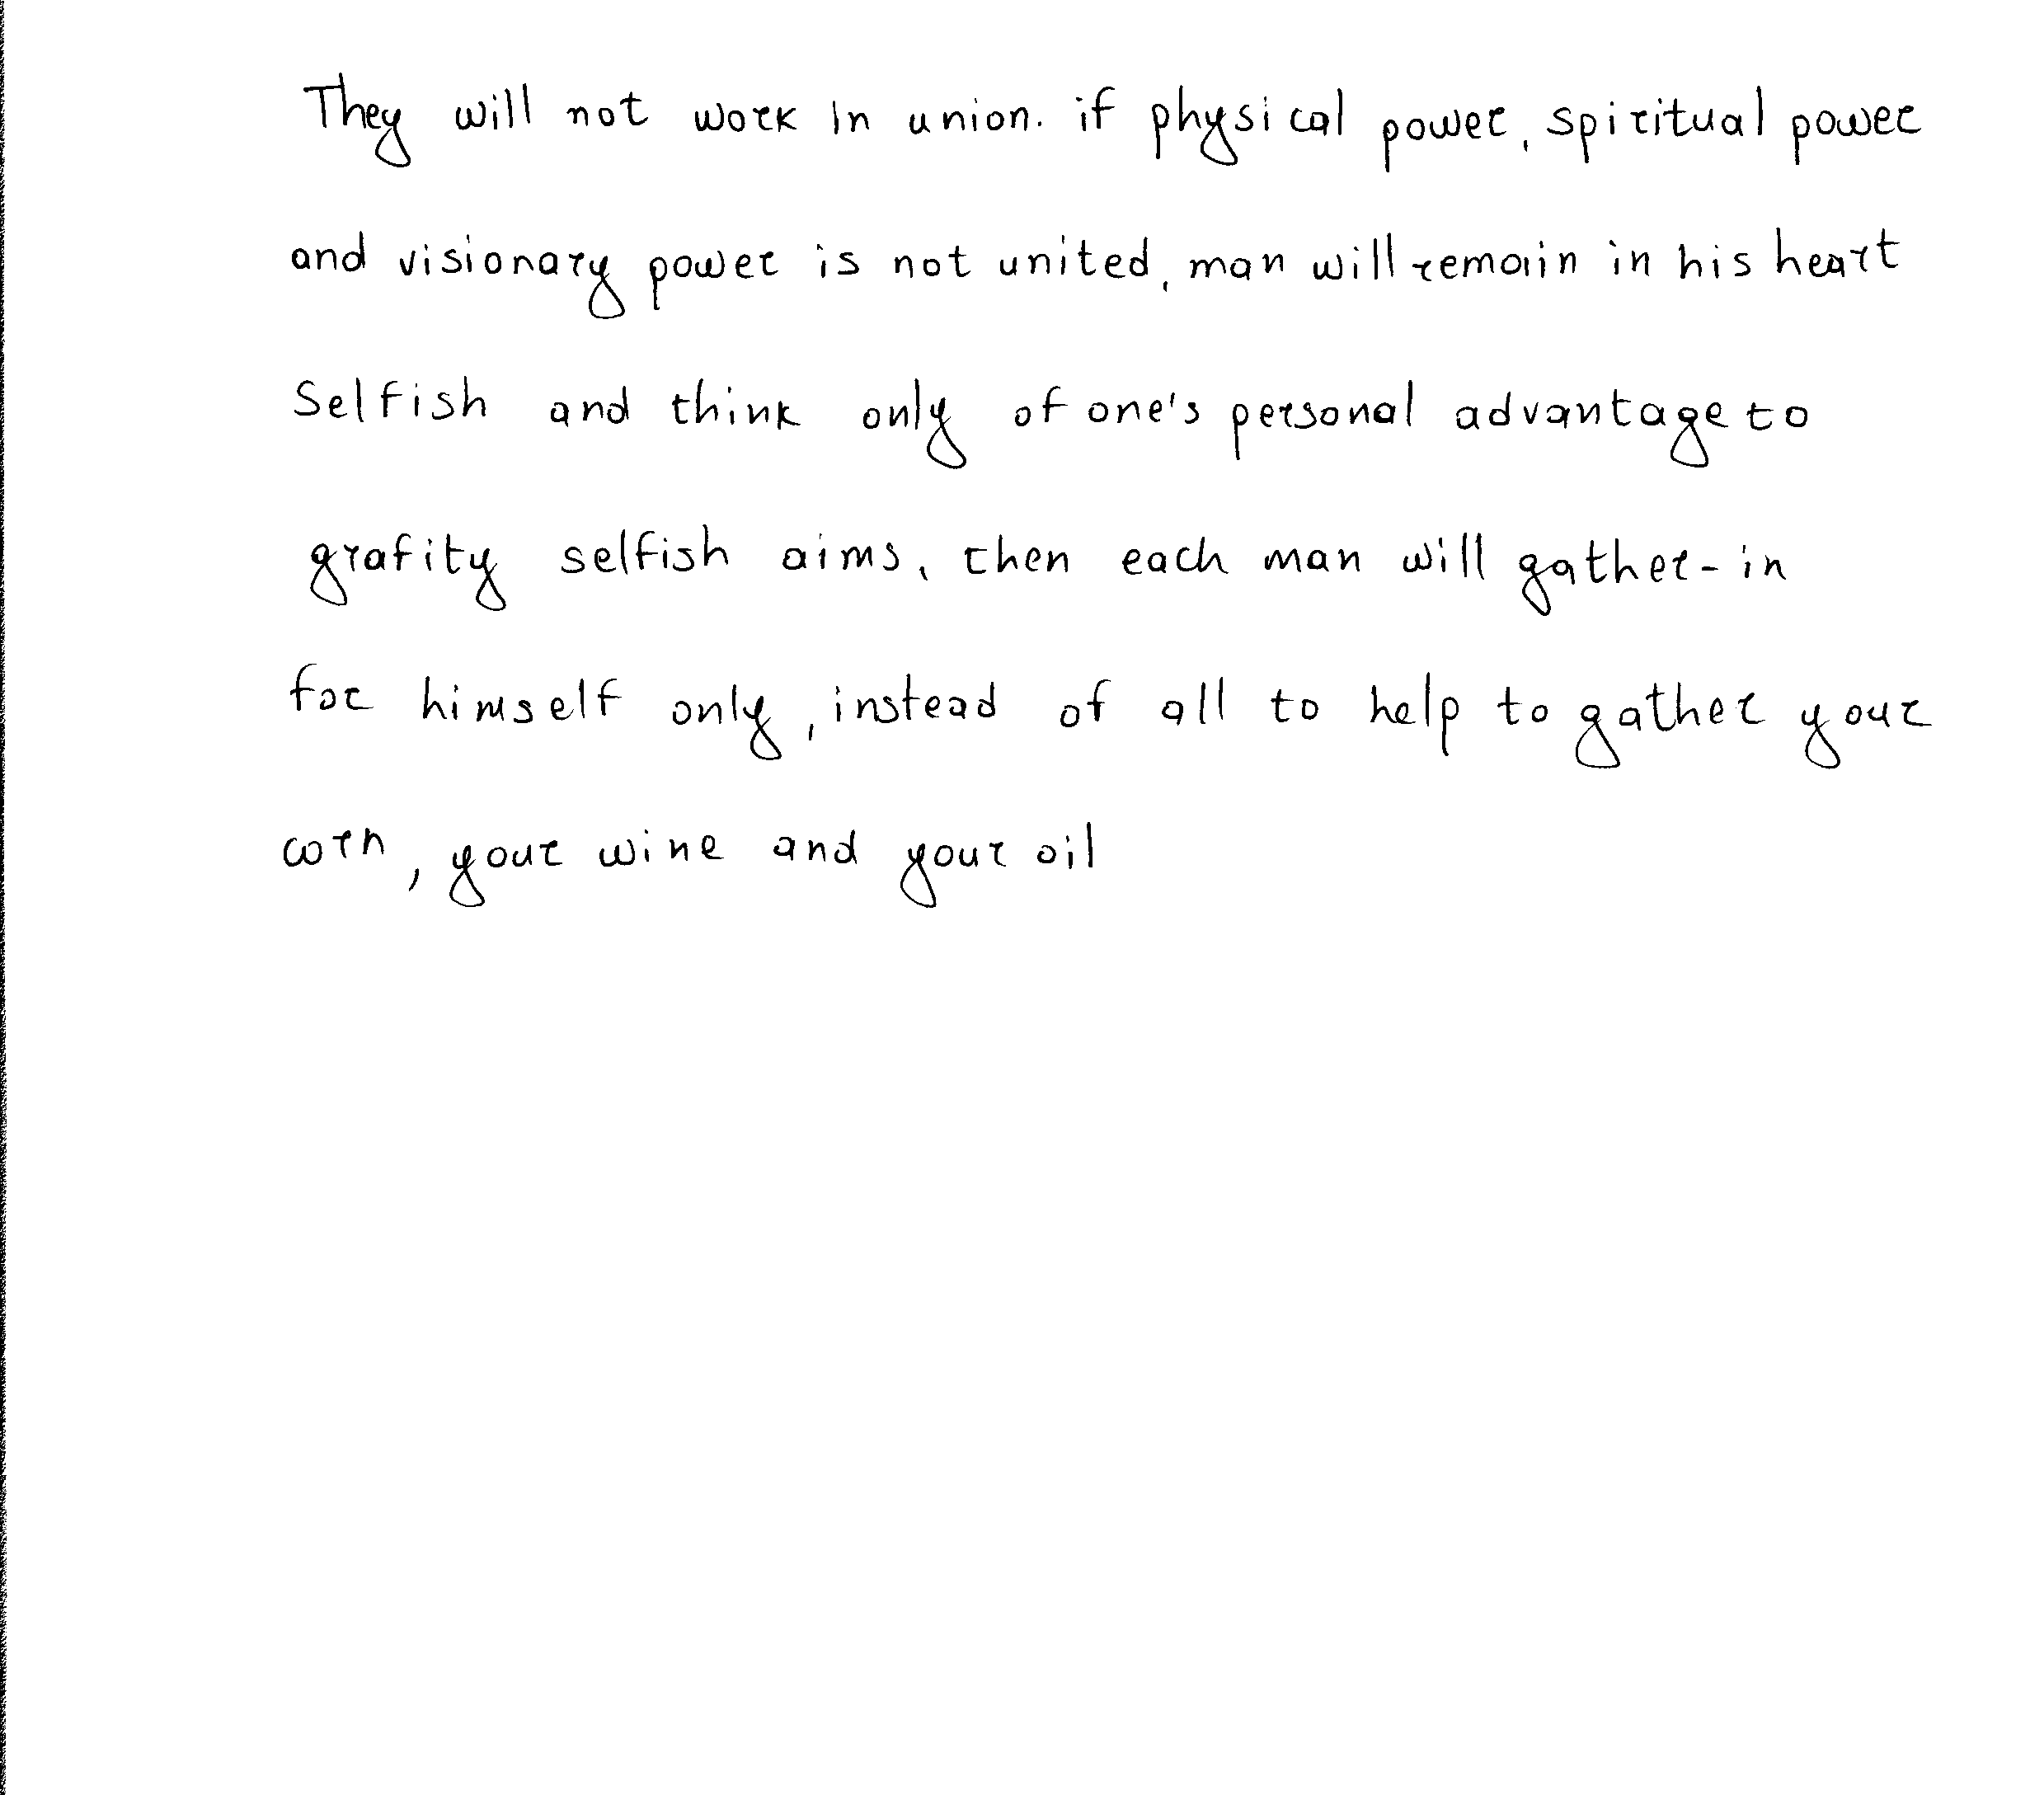 They will not work in union. if physical power, spiritual power
and visionary power is not united, man will remain in his heart
Selfish and think only of one's personal advantage to
grafity selfish aims, then each man will gather-in
for himself only, instead of all to help to gather your
corn, your wine and your oil